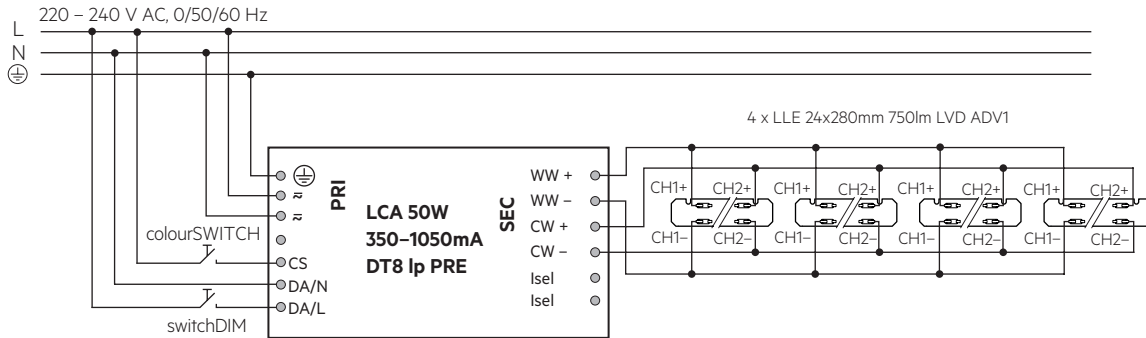 220 – 240 V AC, 0/50/60 Hz
L
N
4 x LLE 24x280mm 750lm LVD ADV1
PRI
LCA 50W
350–1050mA
DT8 lp PRE
SEC
colourSWITCH
CS
DA/N
DA/L
switchDIM
WW +
WW –
CW +
CW –
Isel
Isel
CH1+ CH2+ CH1+ CH2+ CH1+ CH2+ CH1+ CH2+
CH1– CH2– CH1– CH2– CH1– CH2– CH1– CH2–